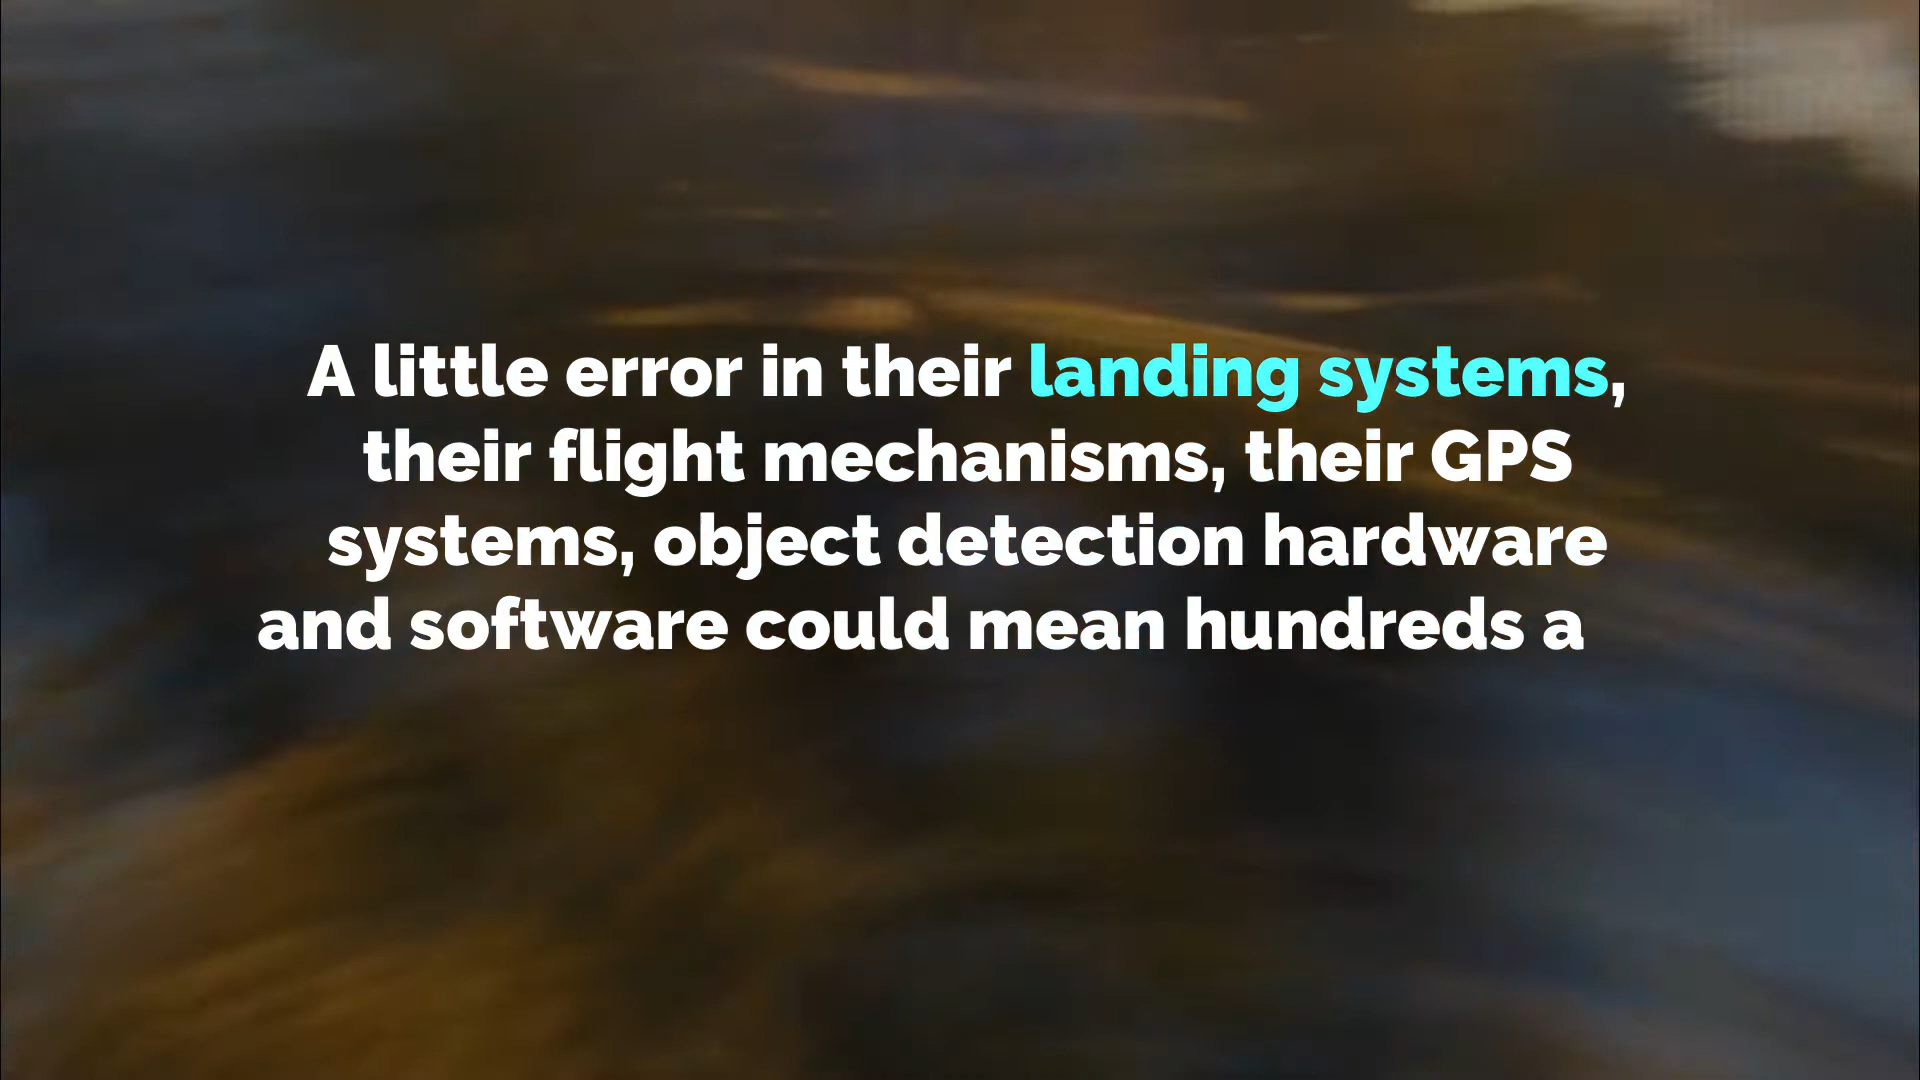 A little error in their landing systems,
their flight mechanisms, their GPS
systems, object detection hardware
and software could mean hundreds a